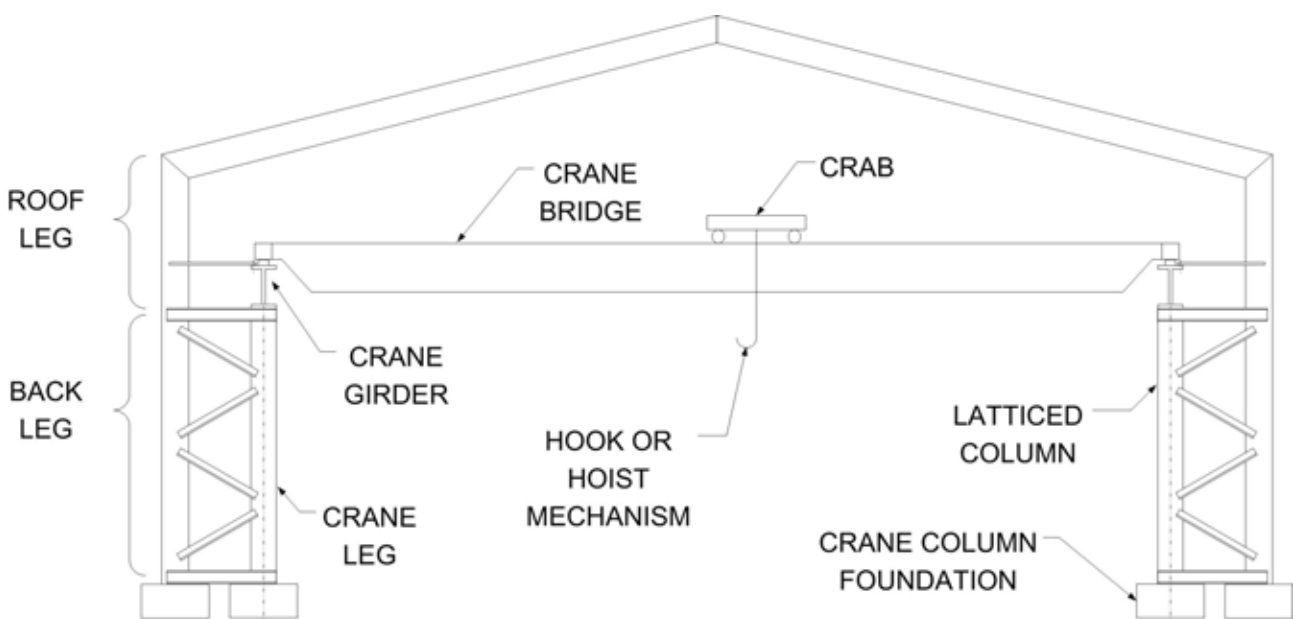 CRANE
BRIDGE
CRAB
ROOF
LEG
BACK
LEG
CRANE
GIRDER
HOOK OR
HOIST
MECHANISM
LATTICED
COLUMN
CRANE
LEG
CRANE COLUMN
FOUNDATION